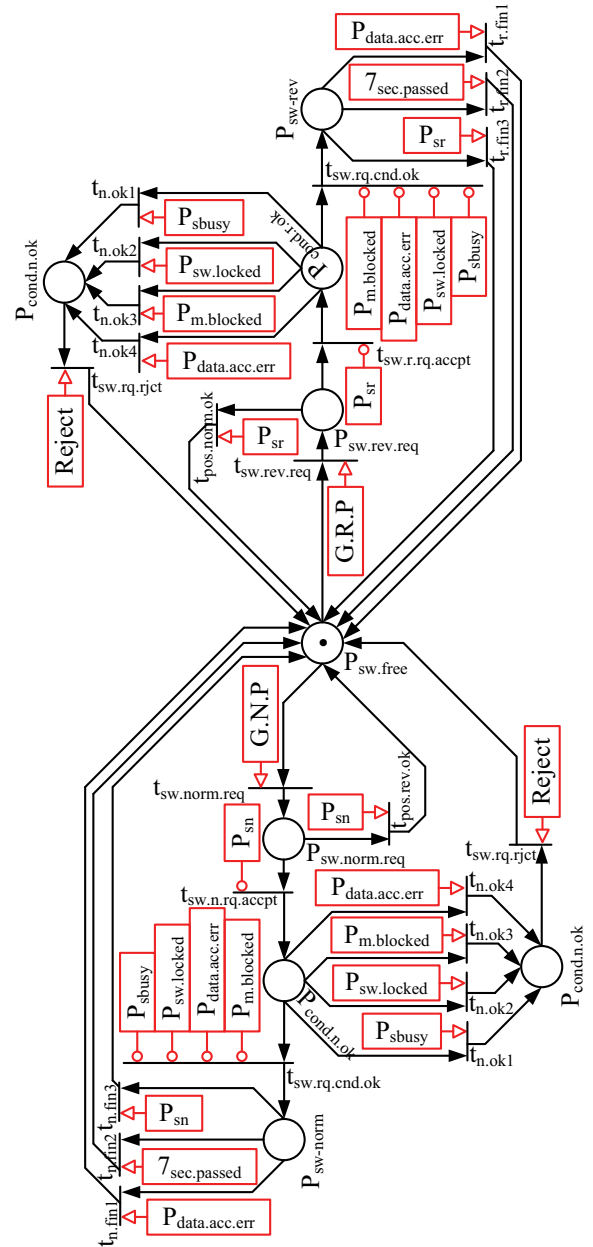 P_data.acc.err
t_r.fin1
7_sec.passed
t_r.fin2
P_sr
t_r.fin3
P_sw-rev
t_sw.rq.cnd.ok
P_m.blocked
P_data.acc.err
P_sw.locked
P_sbusy
t_n.ok1
P_sbusy
t_n.ok2
P_sw.locked
t_n.ok3
P_m.blocked
t_n.ok4
P_data.acc.err
P_cond.n.ok
P_cond.r.ok
t_sw.rq.rjct
Reject
t_sw.r.rq.accpt
P_sr
t_pos.norm.ok
P_sr
P_sw.rev.req
t_sw.rev.req
G.R.P
P_sw.free
G.N.P
t_sw.norm.req
P_sn
t_pos.rev.ok
P_sw.norm.req
P_sn
t_sw.n.rq.accpt
Reject
t_sw.rq.rjct
P_data.acc.err
t_n.ok4
P_m.blocked
t_n.ok3
P_sw.locked
t_n.ok2
P_sbusy
t_n.ok1
P_cond.n.ok
P_cond.n.ok
P_sbusy
P_sw.locked
P_data.acc.err
P_m.blocked
t_sw.rq.cnd.ok
P_sw-norm
t_n.fin3
P_sn
t_n.fin2
7_sec.passed
t_n.fin1
P_data.acc.err